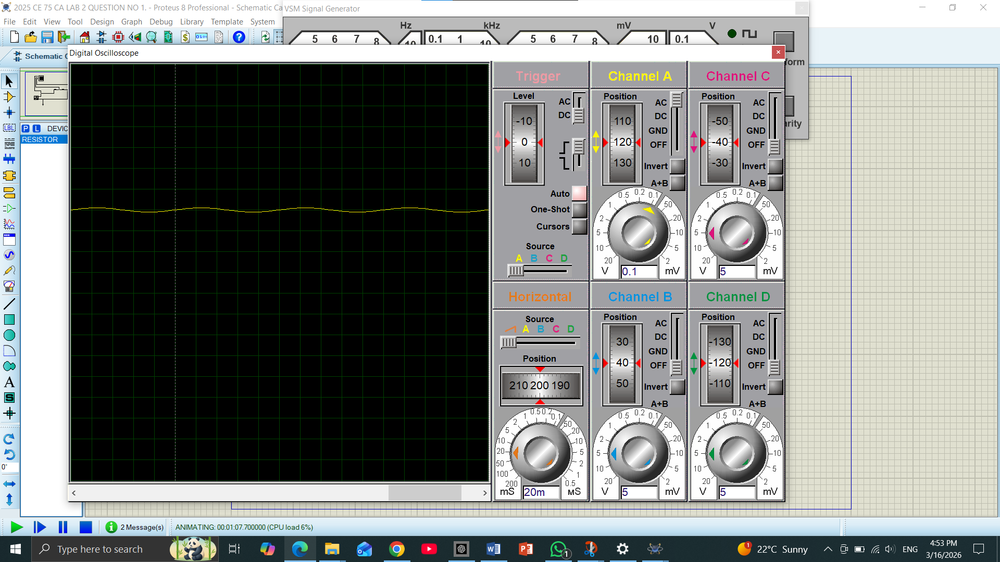 2025 CE 75 CA LAB 2 QUESTION NO 1. - Proteus 8 Professional - Schematic Ca
VSM Signal Generator
File Edit View Tool Design Graph Debug Library Template System
Hz kHz mV V
5 6 7 8 10 0.1 1 10 5 6 7 8 10 0.1
Schematic C
Digital Oscilloscope
form
arity
P L DEVIC
RESISTOR
LBL
A
S
0°
Trigger
Level
AC
DC
-10
0
10
Auto
One-Shot
Cursors
Source
A B C D
Channel A
Position
AC
DC
GND
OFF
110
120
130
Invert
A+B
20 10 5 2 1 0.5 0.2 0.1 50 20 10 5 2
V 0.1 mV
Channel C
Position
AC
DC
GND
OFF
-50
-40
-30
Invert
A+B
20 10 5 2 1 0.5 0.2 0.1 50 20 10 5 2
V 5 mV
Horizontal
Source
A B C D
Position
210 200 190
200 100 50 20 10 5 2 1 0.5 0.2 0.1 50 20 10 5 2 1 0.5
mS 20m µS
Channel B
Position
AC
DC
GND
OFF
30
40
50
Invert
A+B
20 10 5 2 1 0.5 0.2 0.1 50 20 10 5 2
V 5 mV
Channel D
Position
AC
DC
GND
OFF
-130
-120
-110
Invert
A+B
20 10 5 2 1 0.5 0.2 0.1 50 20 10 5 2
V 5 mV
2 Message(s) ANIMATING: 00:01:07.700000 (CPU load 6%)
Type here to search
1
1
22°C Sunny
ENG
4:53 PM
3/16/2026